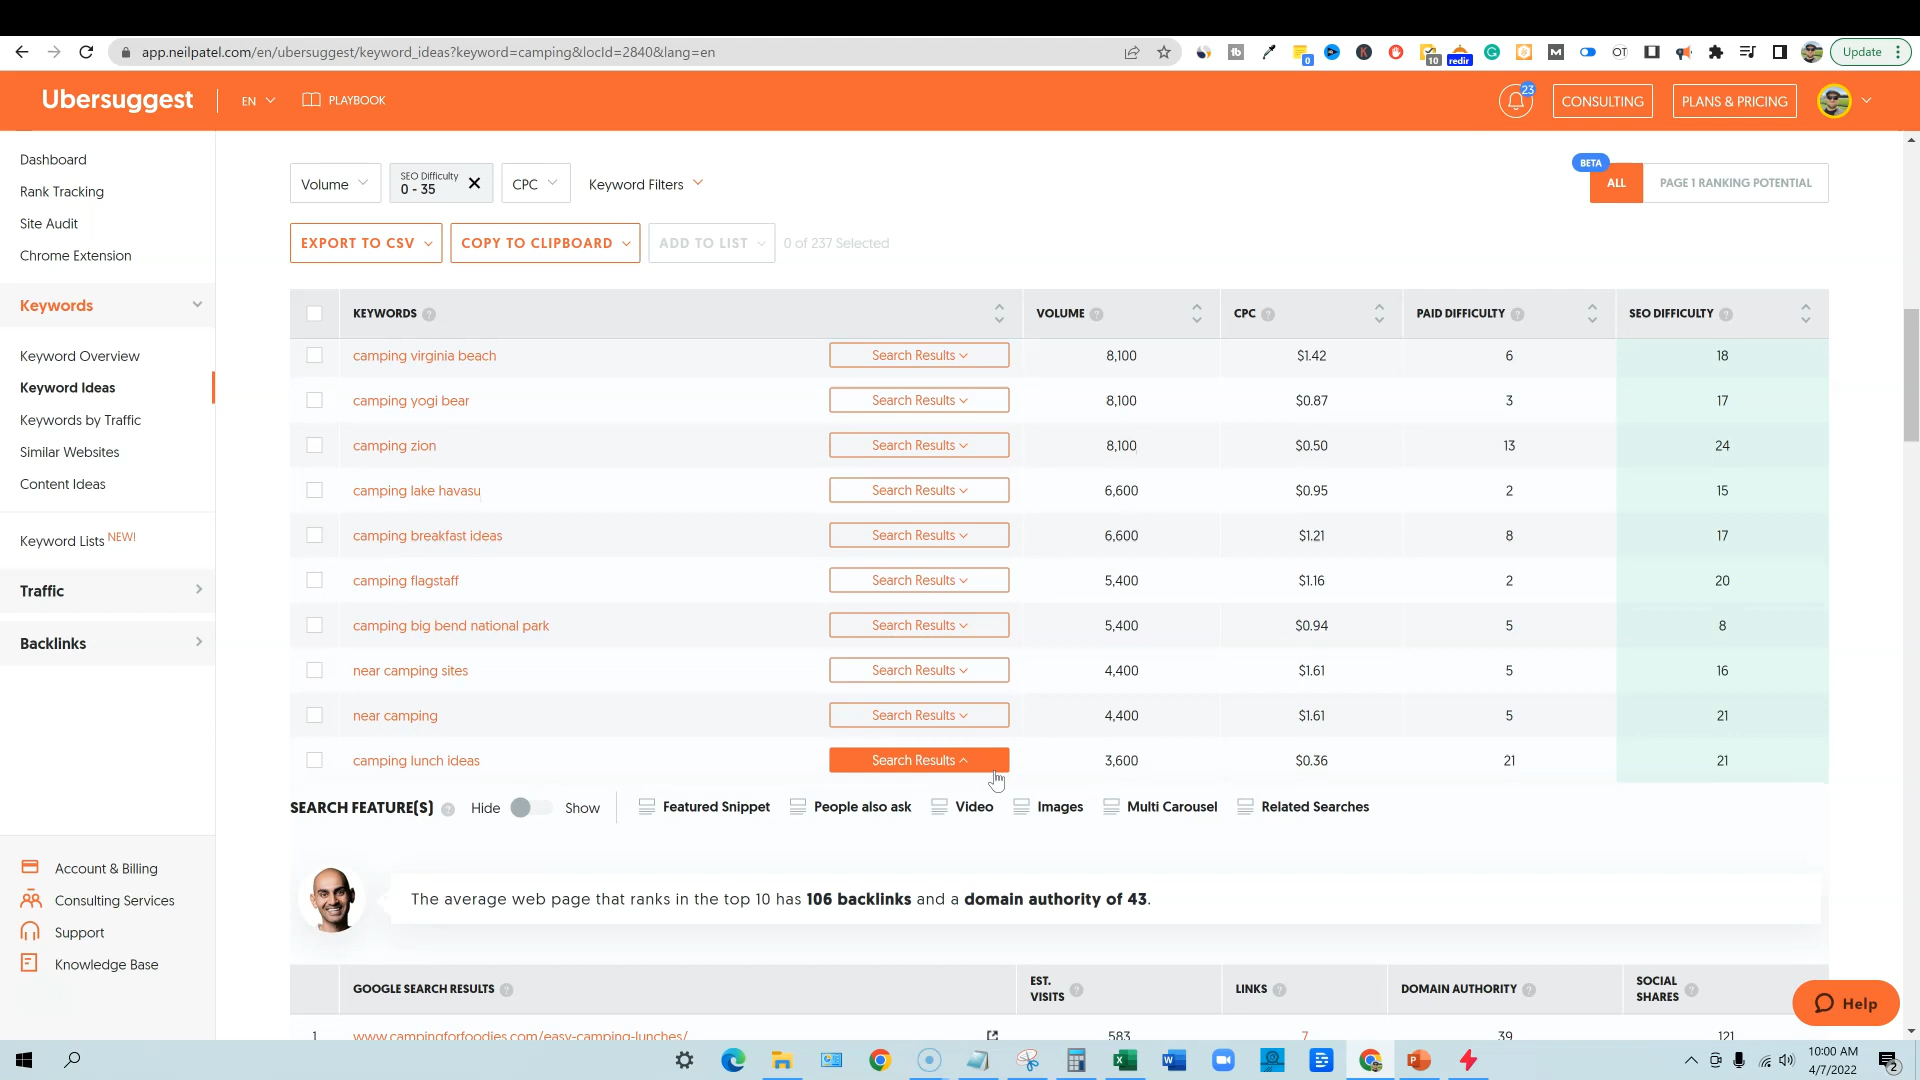 app.neilpatel.com/en/ubersuggest/keyword_ideas?keyword=camping&locId=2840&lang=en
0
10
redir
Update
Ubersuggest
EN
PLAYBOOK
23
CONSULTING
PLANS & PRICING
Dashboard
Rank Tracking
Site Audit
Chrome Extension
Keywords
Keyword Overview
Keyword Ideas
Keywords by Traffic
Similar Websites
Content Ideas
Keyword Lists NEW!
Traffic
Backlinks
Account & Billing
Consulting Services
Support
Knowledge Base
Volume
SEO Difficulty
0 - 35
CPC
Keyword Filters
BETA
ALL
PAGE 1 RANKING POTENTIAL
EXPORT TO CSV
COPY TO CLIPBOARD
ADD TO LIST
0 of 237 Selected
KEYWORDS VOLUME CPC PAID DIFFICULTY SEO DIFFICULTY
camping virginia beach Search Results 8,100 $1.42 6 18
camping yogi bear Search Results 8,100 $0.87 3 17
camping zion Search Results 8,100 $0.50 13 24
camping lake havasu Search Results 6,600 $0.95 2 15
camping breakfast ideas Search Results 6,600 $1.21 8 17
camping flagstaff Search Results 5,400 $1.16 2 20
camping big bend national park Search Results 5,400 $0.94 5 8
near camping sites Search Results 4,400 $1.61 5 16
near camping Search Results 4,400 $1.61 5 21
camping lunch ideas Search Results 3,600 $0.36 21 21
SEARCH FEATURE(S) Hide Show Featured Snippet People also ask Video Images Multi Carousel Related Searches
The average web page that ranks in the top 10 has 106 backlinks and a domain authority of 43.
GOOGLE SEARCH RESULTS EST. VISITS LINKS DOMAIN AUTHORITY SOCIAL SHARES
1 www.campingforfoodies.com/easy-camping-lunches/ 583 7 39 121
Help
10:00 AM
4/7/2022
2